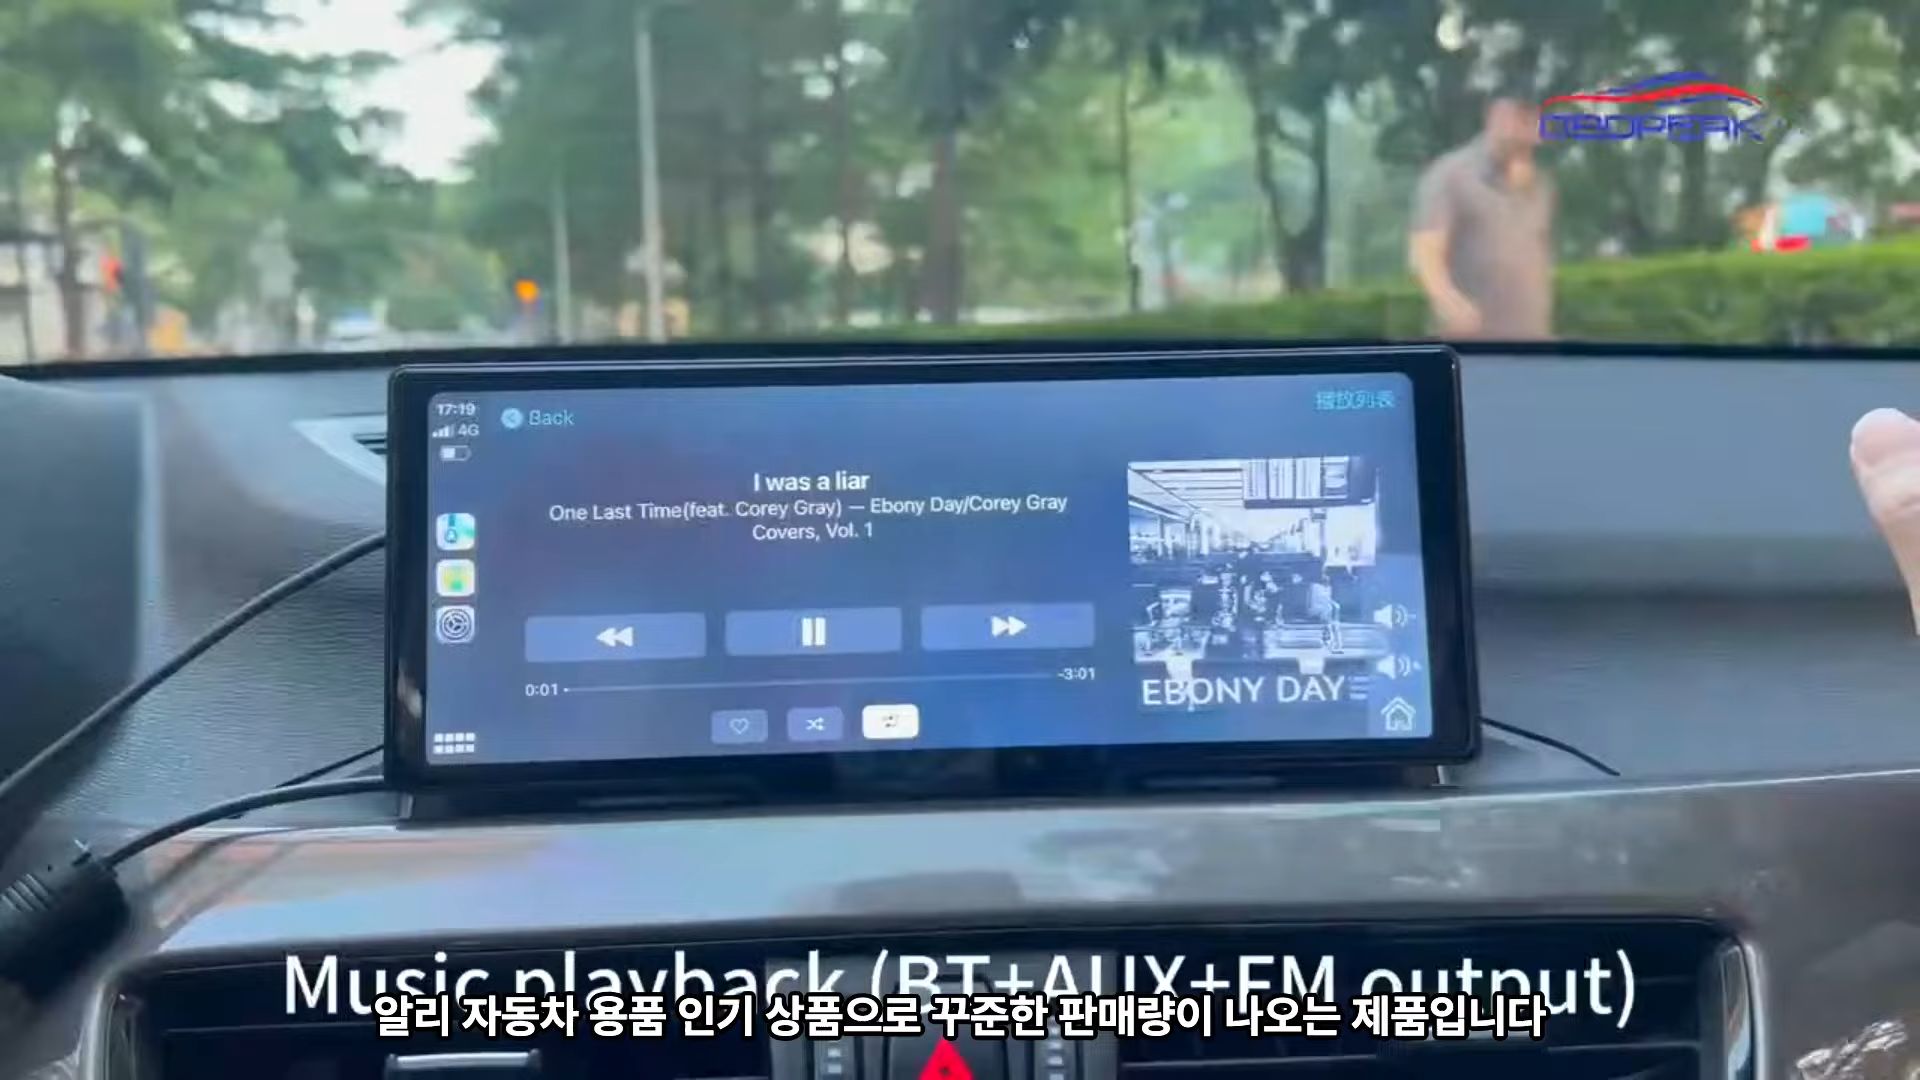 OBDPEAK
17:19
4G
Back
播放列表
I was a liar
One Last Time(feat. Corey Gray) — Ebony Day/Corey Gray
Covers, Vol. 1
0:01
-3:01
EBONY DAY
Music playback (BT+AUX+FM output)
알리 자동차 용품 인기 상품으로 꾸준한 판매량이 나오는 제품입니다